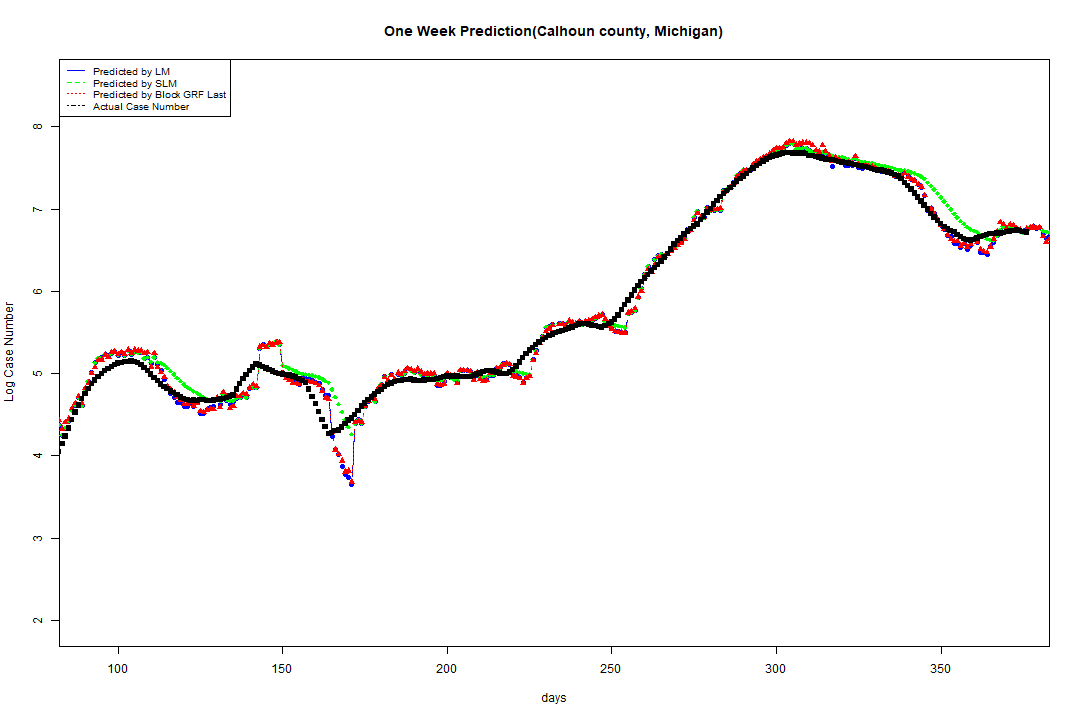 One Week Prediction(Calhoun county, Michigan)
Predicted by LM
Predicted by SLM
Predicted by Block GRF Last
Actual Case Number
8
7
6
5
4
3
2
Log Case Number
100 150 200 250 300 350
days